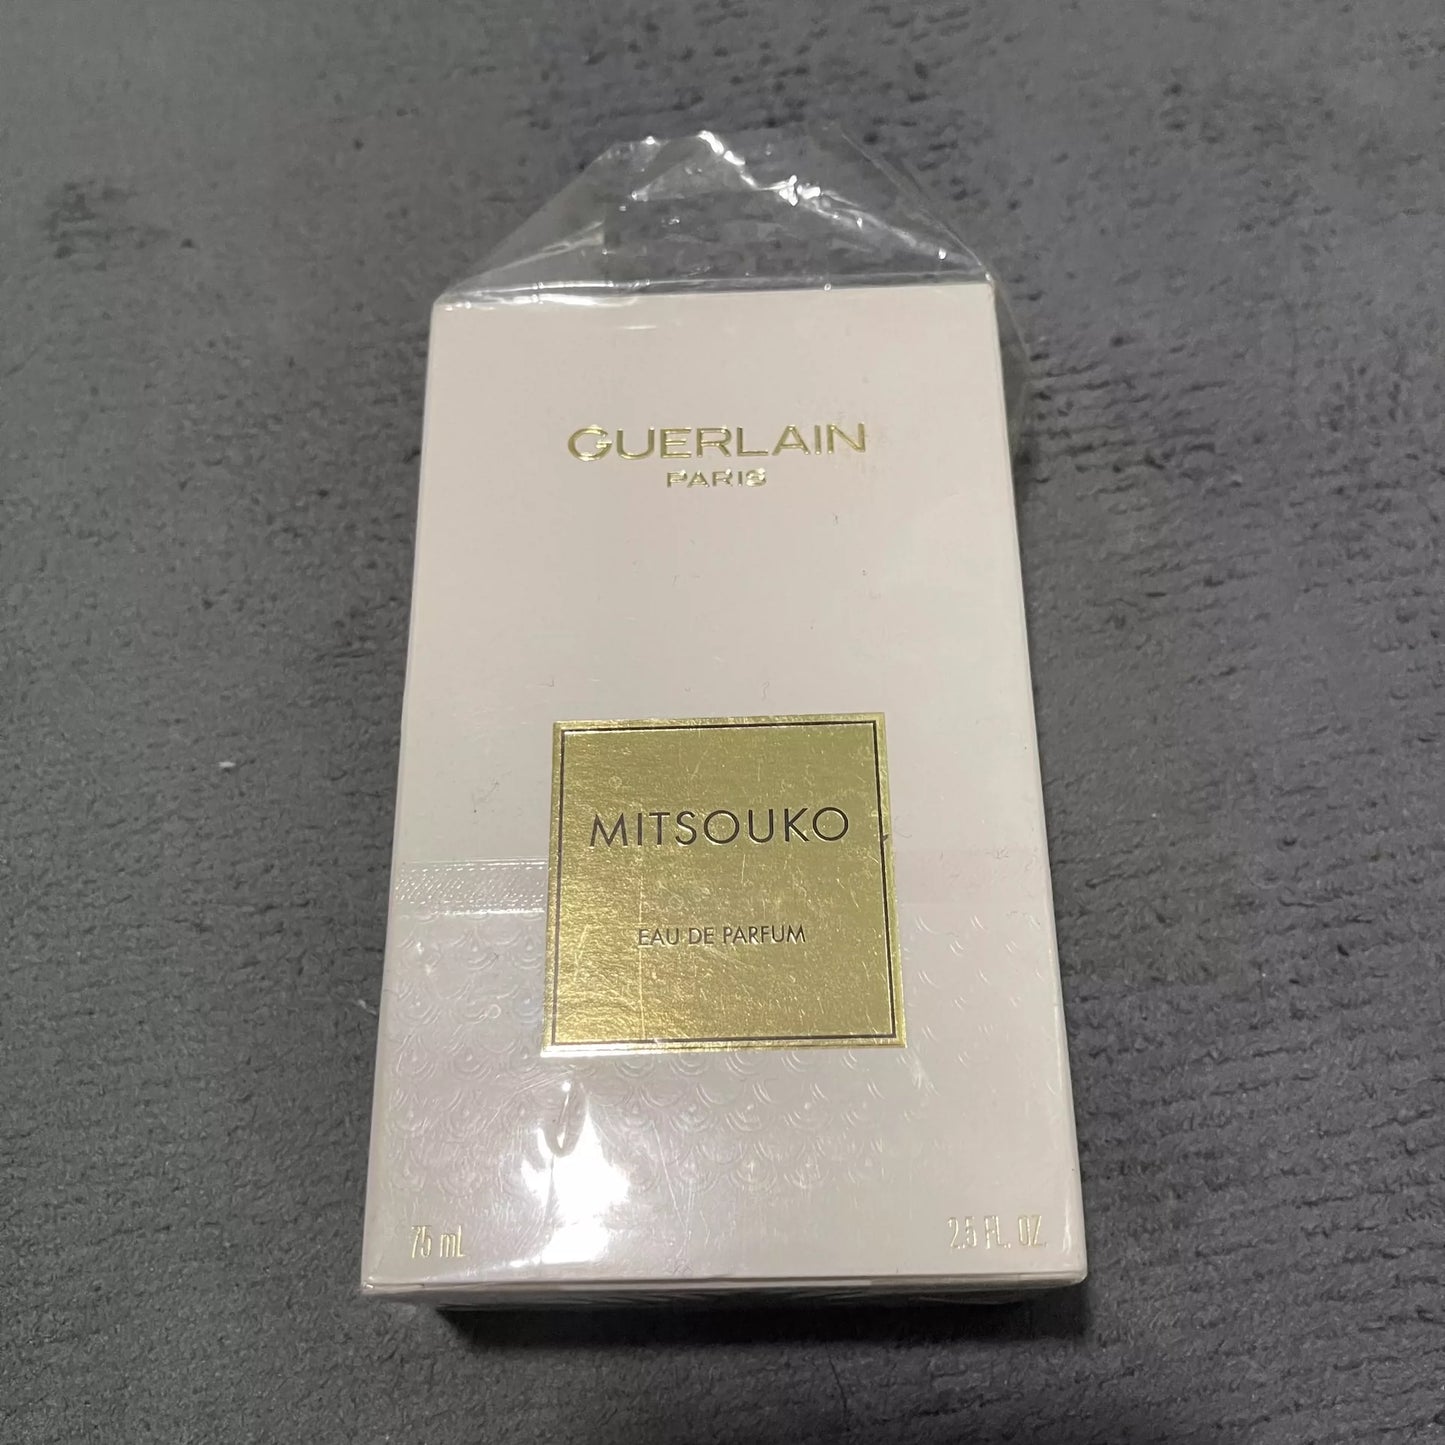 GUERLAIN
PARIS
MITSOUKO
EAU DE PARFUM
75 mL
2.5 FL. OZ.